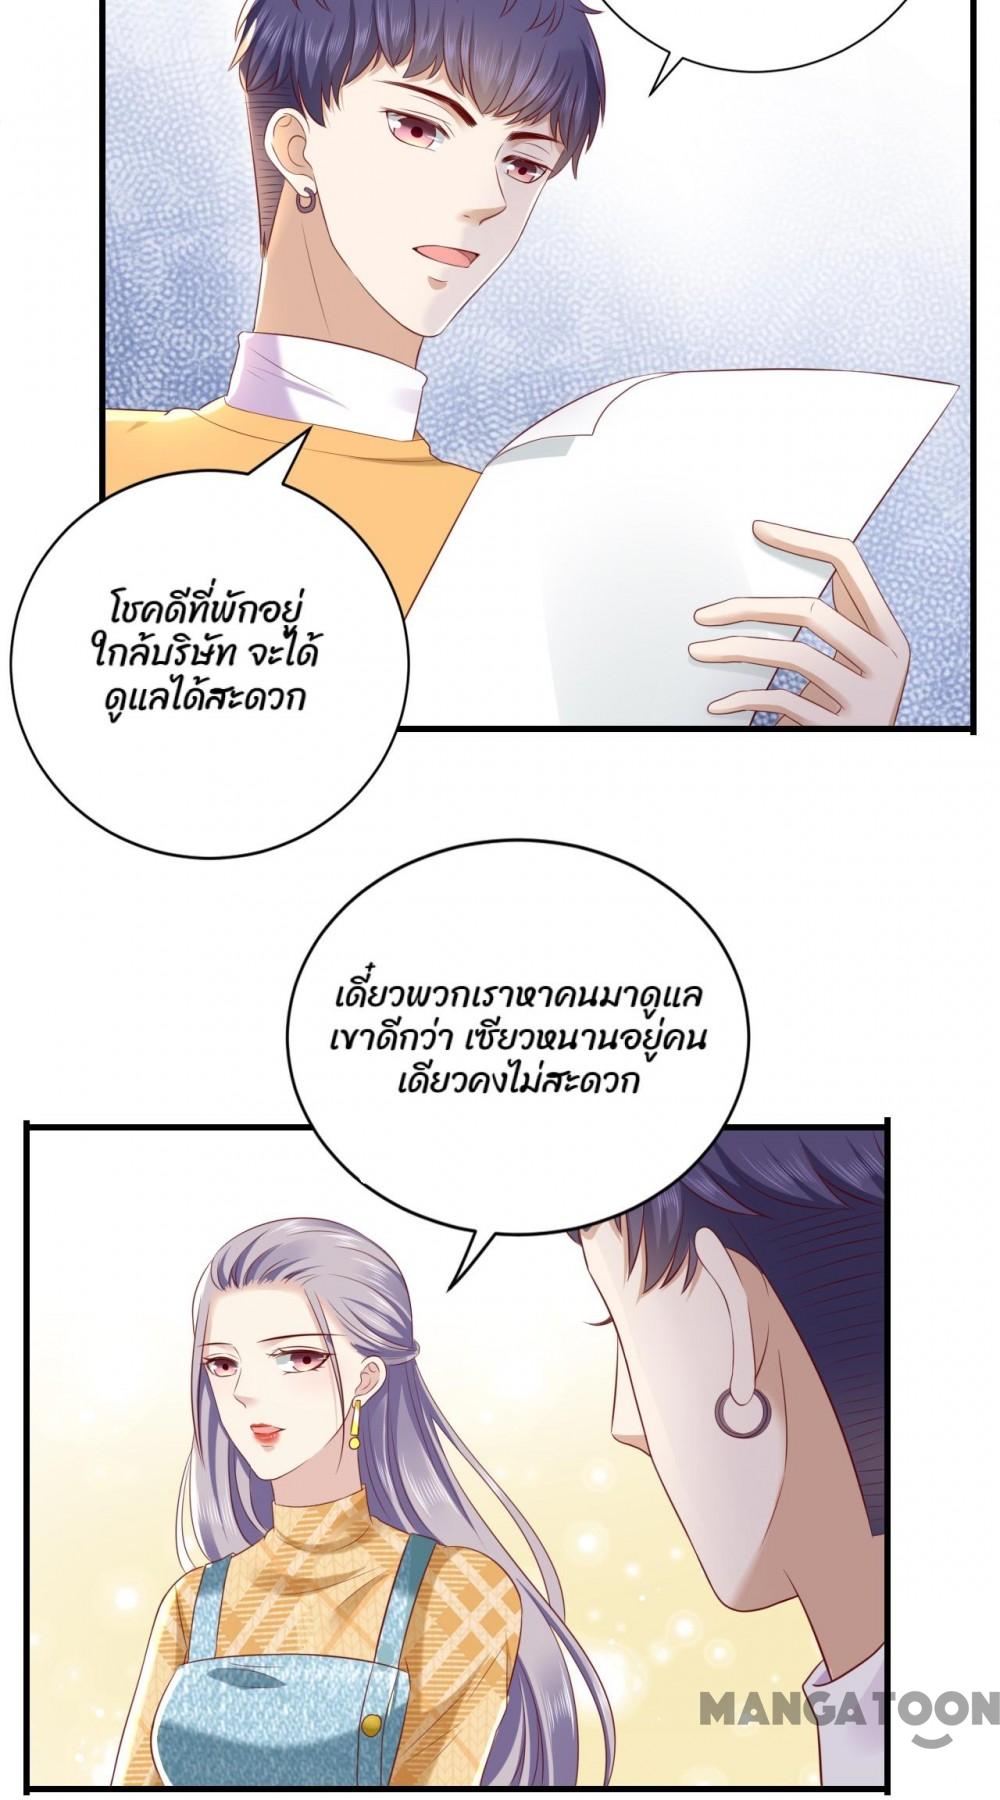 โชคดีที่พักอยู่
ใกล้บริษัท จะได้
ดูแลได้สะดวก
เดี๋ยวพวกเราหาคนมาดูแล
เขาดีกว่า เซียวหนานอยู่คน
เดียวคงไม่สะดวก
MANGATOON